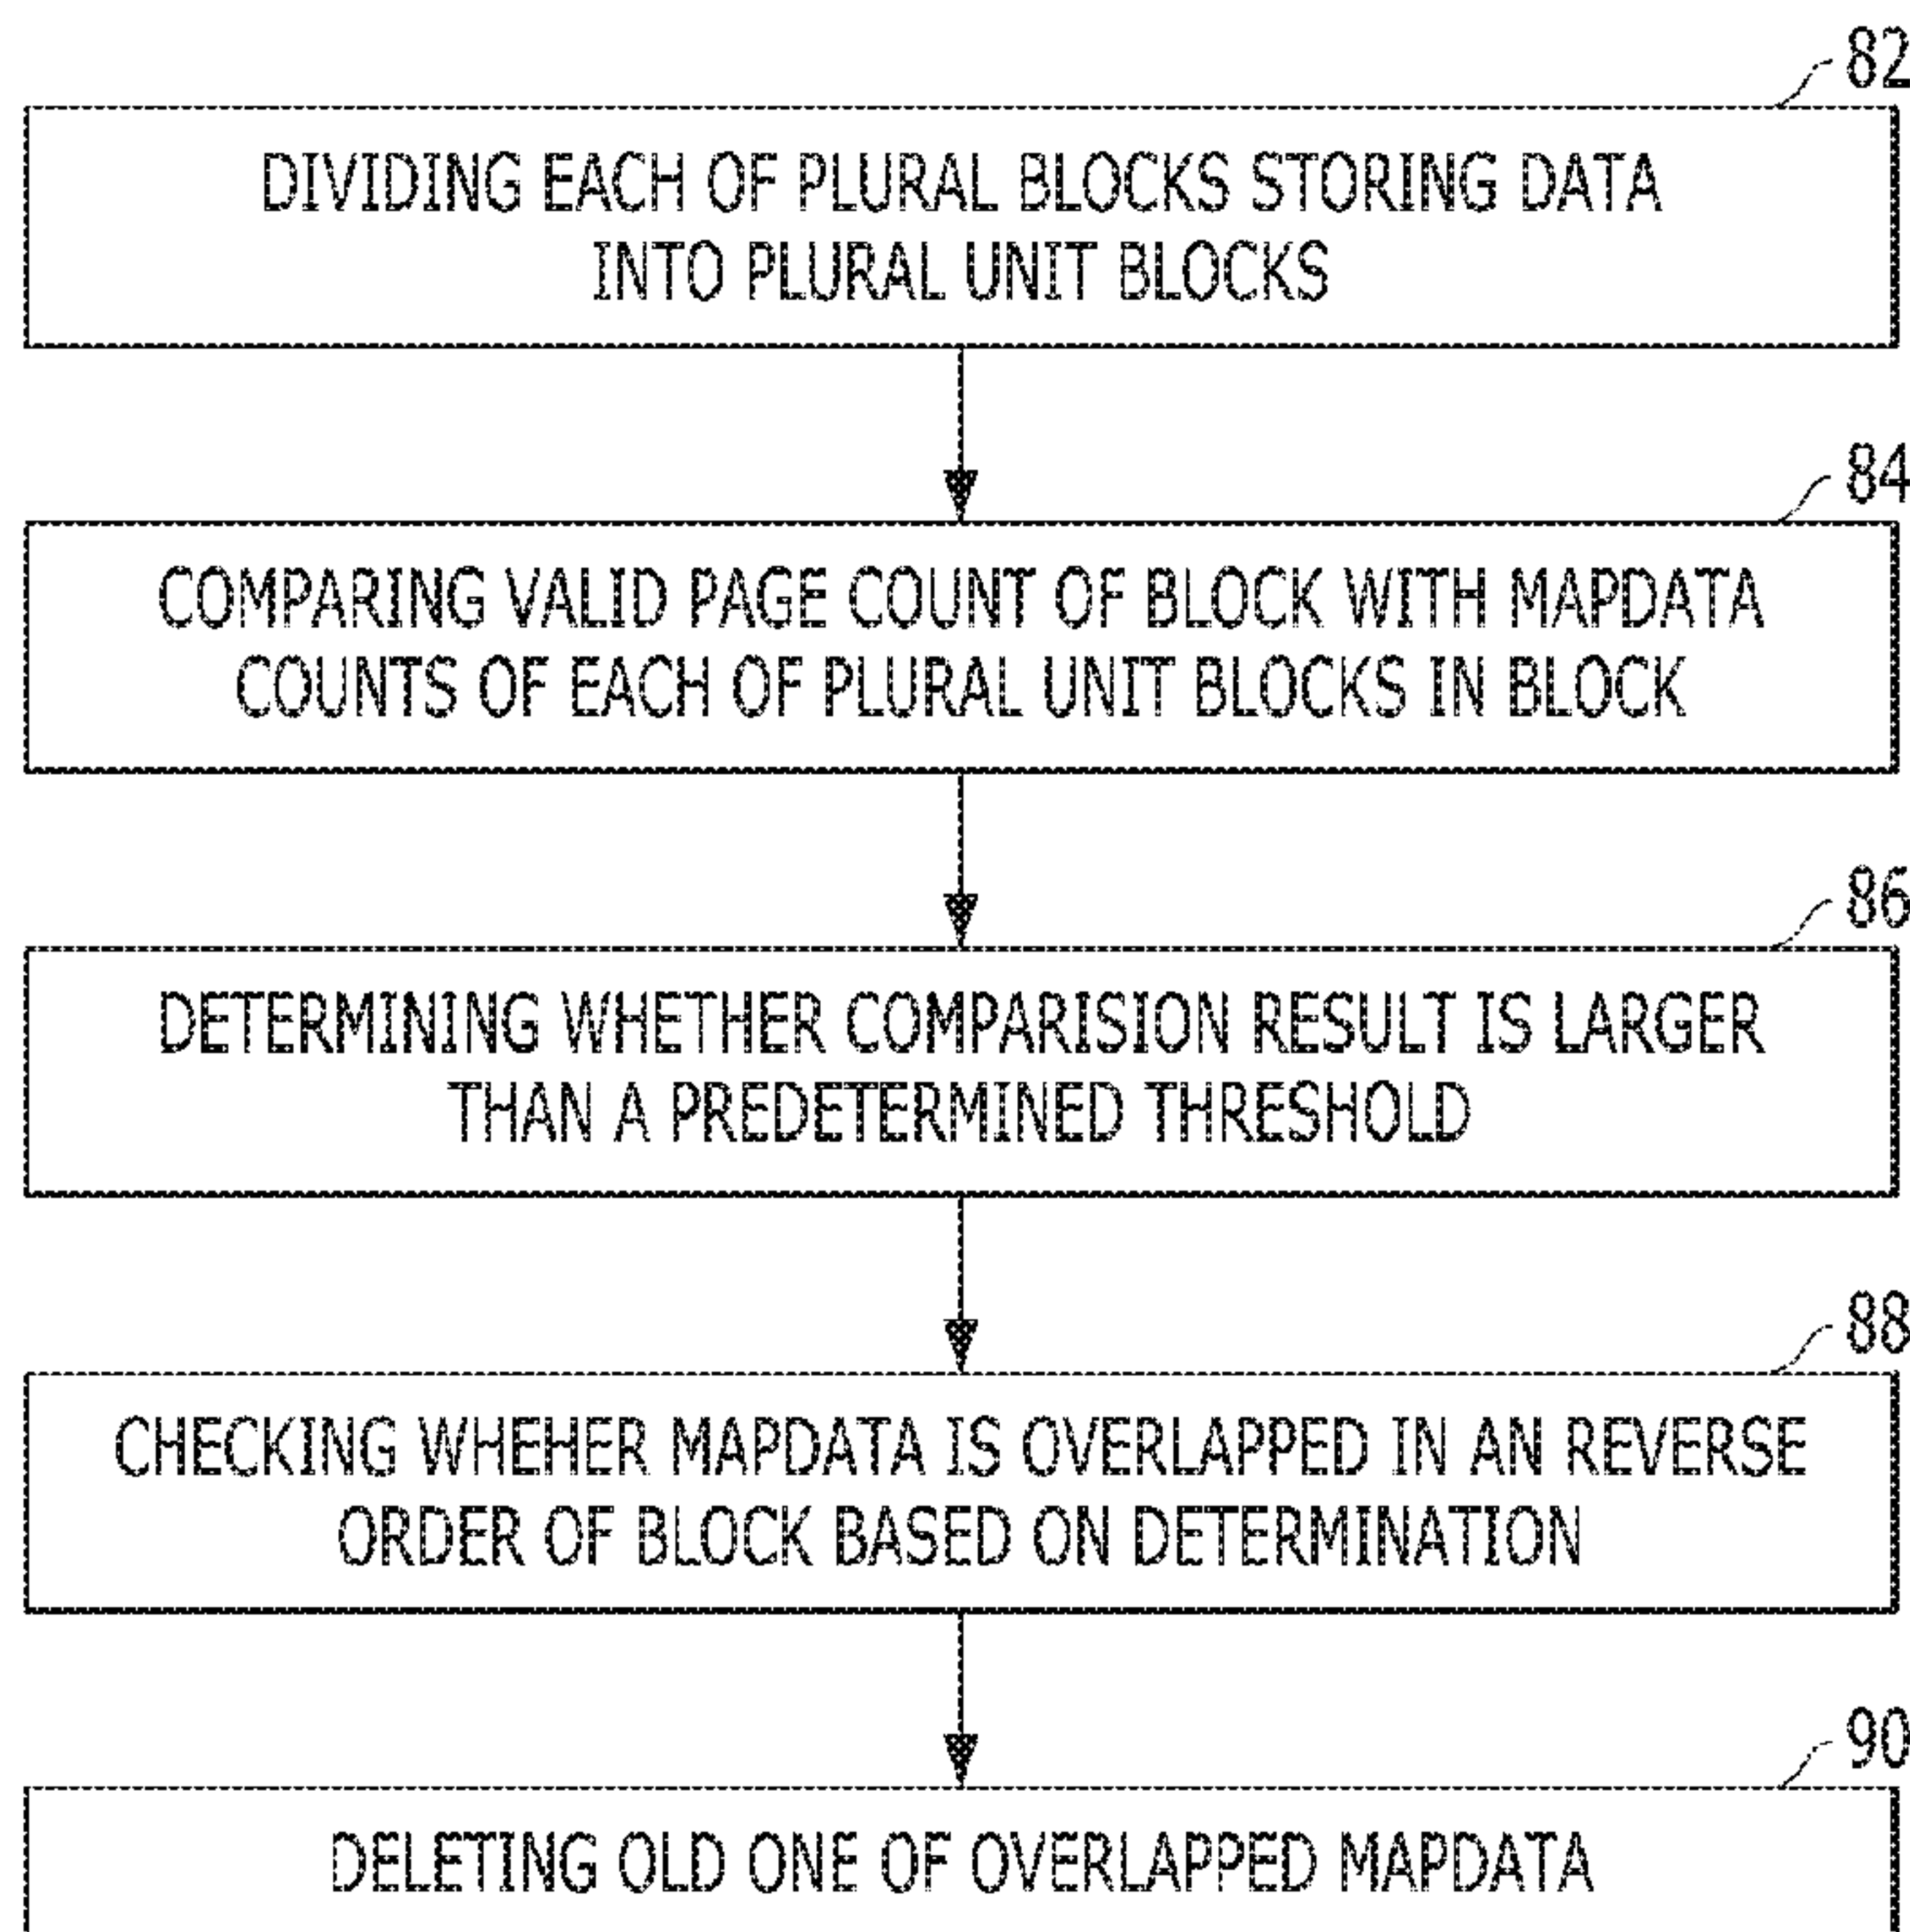 82
DIVIDING EACH OF PLURAL BLOCKS STORING DATA
INTO PLURAL UNIT BLOCKS
84
COMPARING VALID PAGE COUNT OF BLOCK WITH MAPDATA
COUNTS OF EACH OF PLURAL UNIT BLOCKS IN BLOCK
86
DETERMINING WHETHER COMPARISION RESULT IS LARGER
THAN A PREDETERMINED THRESHOLD
88
CHECKING WHEHER MAPDATA IS OVERLAPPED IN AN REVERSE
ORDER OF BLOCK BASED ON DETERMINATION
90
DELETING OLD ONE OF OVERLAPPED MAPDATA